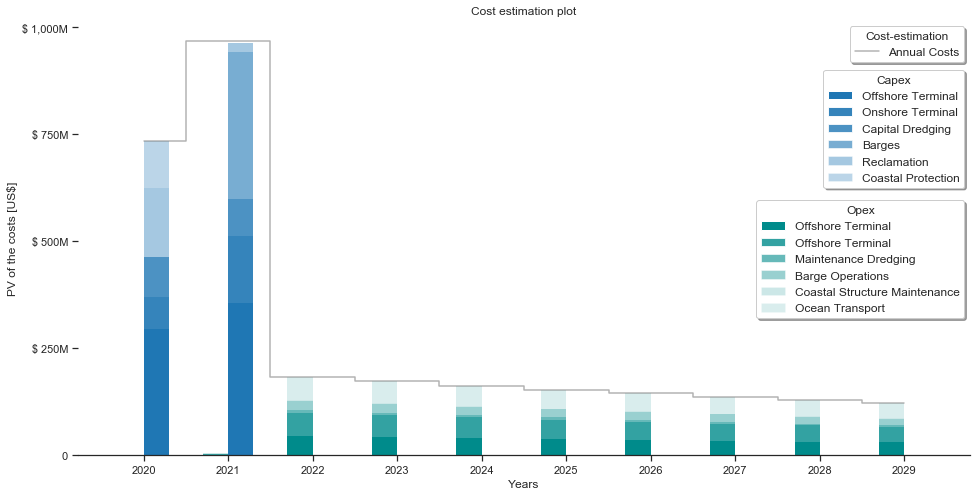 Cost estimation plot
$ 1,000M
$ 750M
$ 500M
$ 250M
0
PV of the costs [US$]
Cost-estimation
Annual Costs
Capex
Offshore Terminal
Onshore Terminal
Capital Dredging
Barges
Reclamation
Coastal Protection
Opex
Offshore Terminal
Offshore Terminal
Maintenance Dredging
Barge Operations
Coastal Structure Maintenance
Ocean Transport
2020 2021 2022 2023 2024 2025 2026 2027 2028 2029
Years